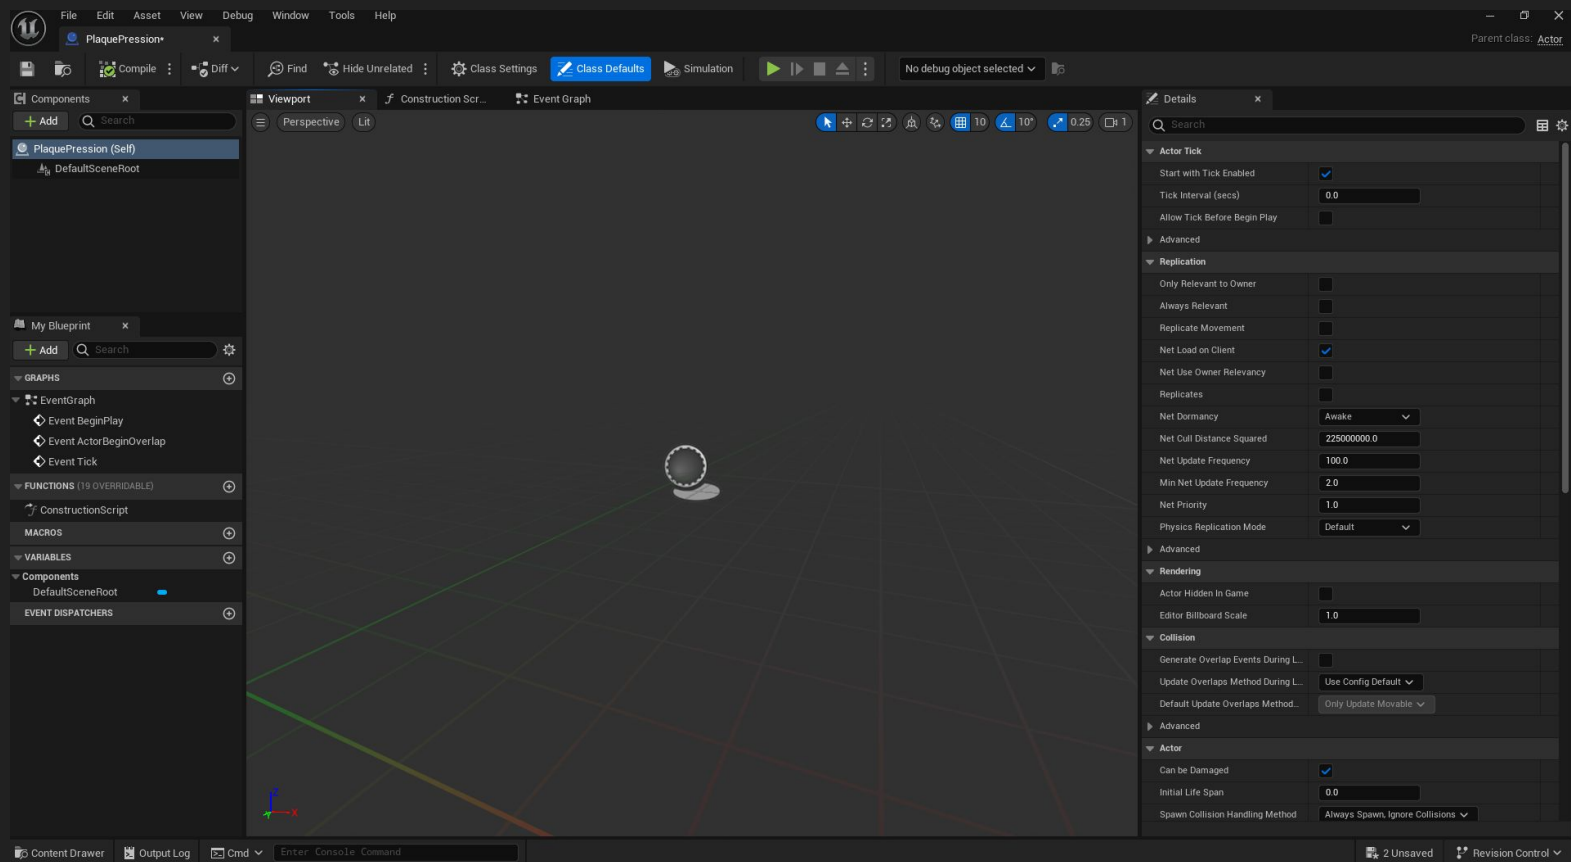 File Edit Asset View Debug Window Tools Help
PlaquePression•
Parent class: Actor
Compile Diff Find Hide Unrelated Class Settings Class Defaults Simulation No debug object selected
Components
Add Search
PlaquePression (Self)
DefaultSceneRoot
My Blueprint
Add Search
GRAPHS
EventGraph
Event BeginPlay
Event ActorBeginOverlap
Event Tick
FUNCTIONS (19 OVERRIDABLE)
ConstructionScript
MACROS
VARIABLES
Components
DefaultSceneRoot
EVENT DISPATCHERS
Viewport Construction Scr... Event Graph
Perspective Lit 10 10° 0.25 1
Z
X
Details
Search
Actor Tick
Start with Tick Enabled
Tick Interval (secs) 0.0
Allow Tick Before Begin Play
Advanced
Replication
Only Relevant to Owner
Always Relevant
Replicate Movement
Net Load on Client
Net Use Owner Relevancy
Replicates
Net Dormancy Awake
Net Cull Distance Squared 225000000.0
Net Update Frequency 100.0
Min Net Update Frequency 2.0
Net Priority 1.0
Physics Replication Mode Default
Advanced
Rendering
Actor Hidden In Game
Editor Billboard Scale 1.0
Collision
Generate Overlap Events During L...
Update Overlaps Method During L... Use Config Default
Default Update Overlaps Method... Only Update Movable
Advanced
Actor
Can be Damaged
Initial Life Span 0.0
Spawn Collision Handling Method Always Spawn, Ignore Collisions
Content Drawer Output Log Cmd Enter Console Command 2 Unsaved Revision Control